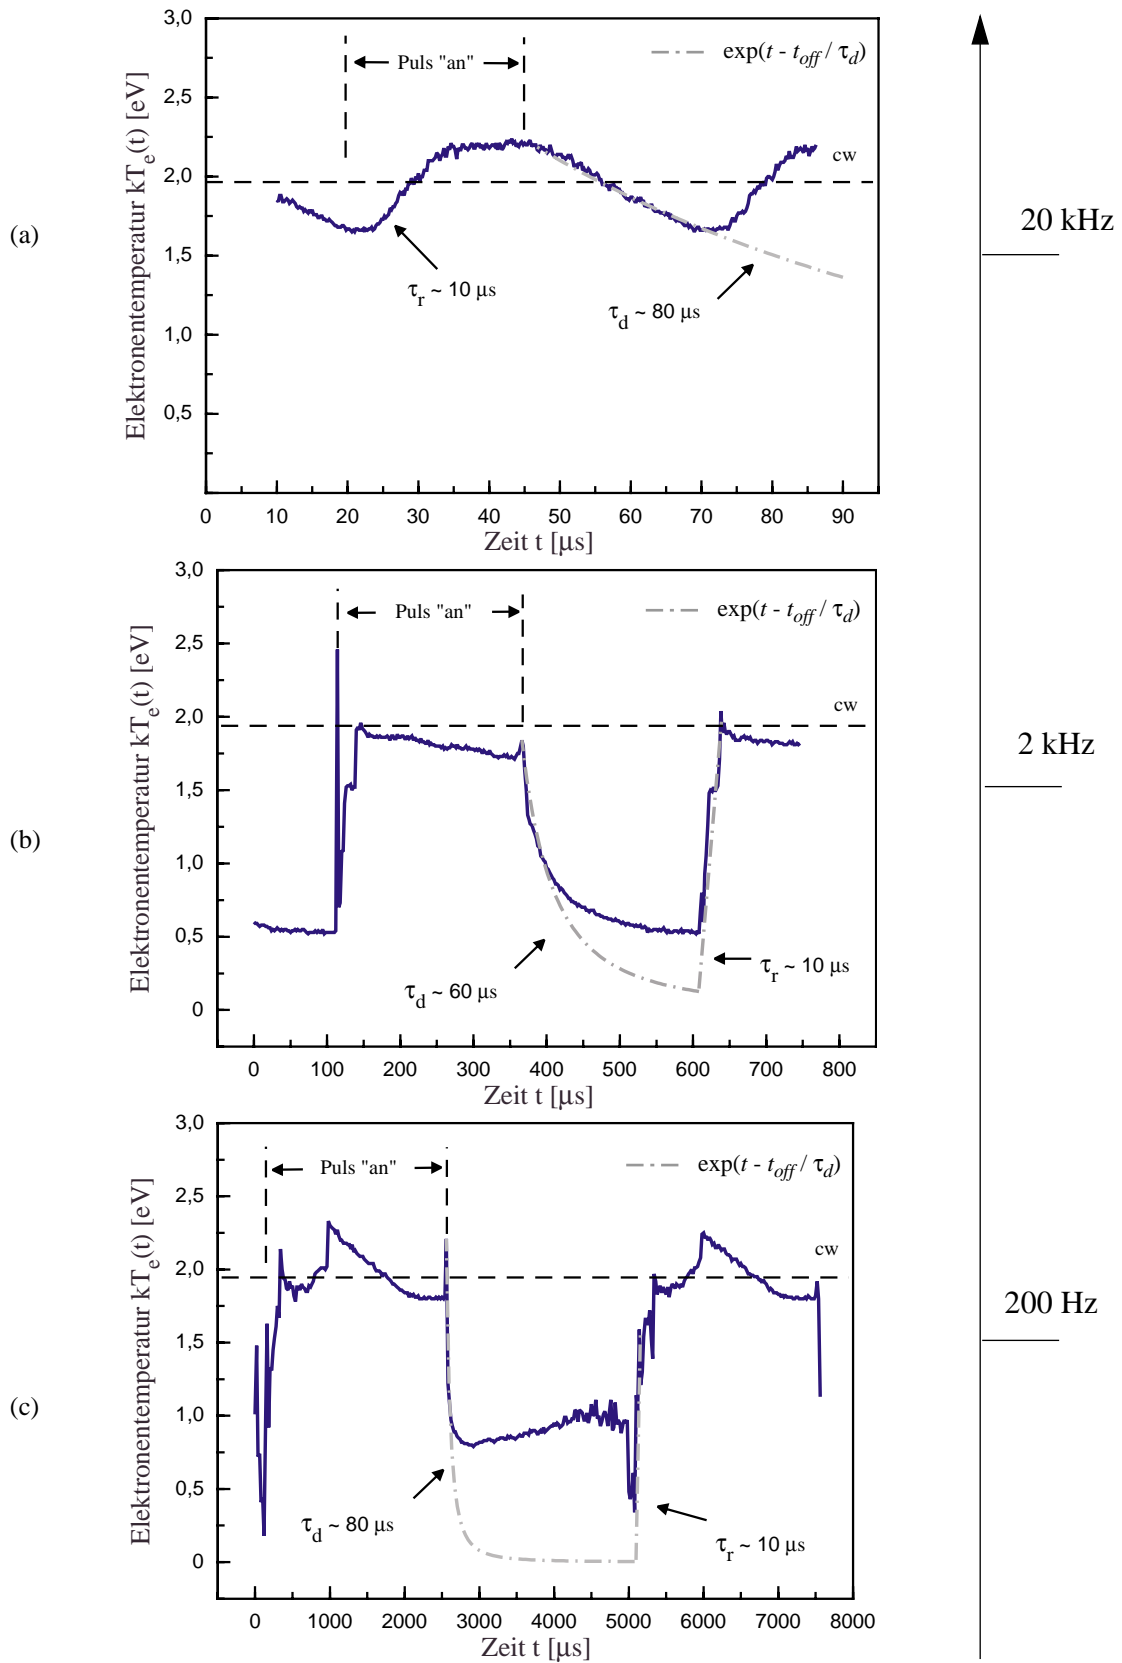 3,0
2,5
2,0
1,5
1,0
0,5
Elektronentemperatur kT_e(t) [eV]
Puls "an"
exp(t - t_off / τ_d)
cw
(a)
20 kHz
τ_r ~ 10 μs
τ_d ~ 80 μs
0 10 20 30 40 50 60 70 80 90
Zeit t [μs]
3,0
2,5
2,0
1,5
1,0
0,5
0
Elektronentemperatur kT_e(t) [eV]
Puls "an"
exp(t - t_off / τ_d)
cw
2 kHz
(b)
τ_d ~ 60 μs
τ_r ~ 10 μs
0 100 200 300 400 500 600 700 800
Zeit t [μs]
3,0
2,5
2,0
1,5
1,0
0,5
0
Elektronentemperatur kT_e(t) [eV]
Puls "an"
exp(t - t_off / τ_d)
cw
200 Hz
(c)
τ_d ~ 80 μs
τ_r ~ 10 μs
0 1000 2000 3000 4000 5000 6000 7000 8000
Zeit t [μs]